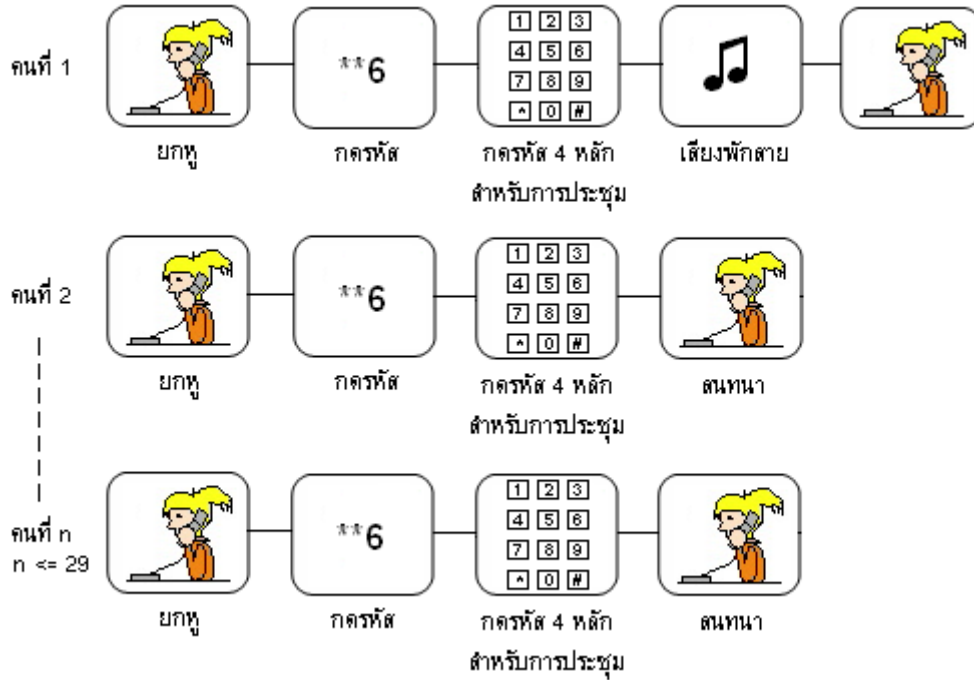 คนที่ 1
**6
1 2 3
4 5 6
7 8 9
* 0 #
ยกหู กดรหัส กดรหัส 4 หลัก เสียงพักสาย
สำหรับการประชุม
คนที่ 2
**6
1 2 3
4 5 6
7 8 9
* 0 #
ยกหู กดรหัส กดรหัส 4 หลัก สนทนา
สำหรับการประชุม
คนที่ n
n <= 29
**6
1 2 3
4 5 6
7 8 9
* 0 #
ยกหู กดรหัส กดรหัส 4 หลัก สนทนา
สำหรับการประชุม